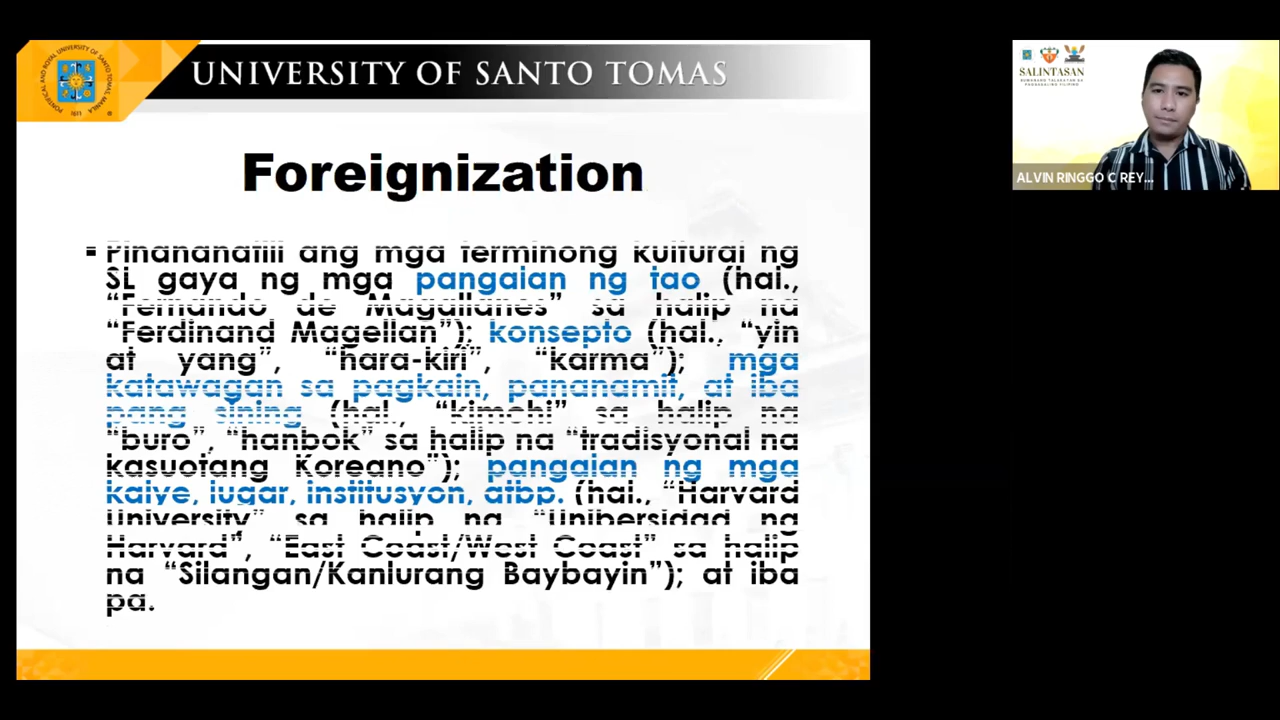 UNIVERSITY OF SANTO TOMAS
Foreignization
▪ Pinananatili ang mga terminong kultural ng
SL gaya ng mga pangalan ng tao (hal.,
“Fernando de Magallanes” sa halip na
“Ferdinand Magellan”); konsepto (hal., “yin
at yang”, “hara-kiri”, “karma”); mga
katawagan sa pagkain, pananamit, at iba
pang sining (hal., “kimchi” sa halip na
“buro”, “hanbok” sa halip na “tradisyonal na
kasuotang Koreano”); pangalan ng mga
kalye, lugar, institusyon, atbp. (hal., “Harvard
University” sa halip na “Unibersidad ng
Harvard”, “East Coast/West Coast” sa halip
na “Silangan/Kanlurang Baybayin”); at iba
pa.
SALINTASAN
ALVIN RINGGO C REY...